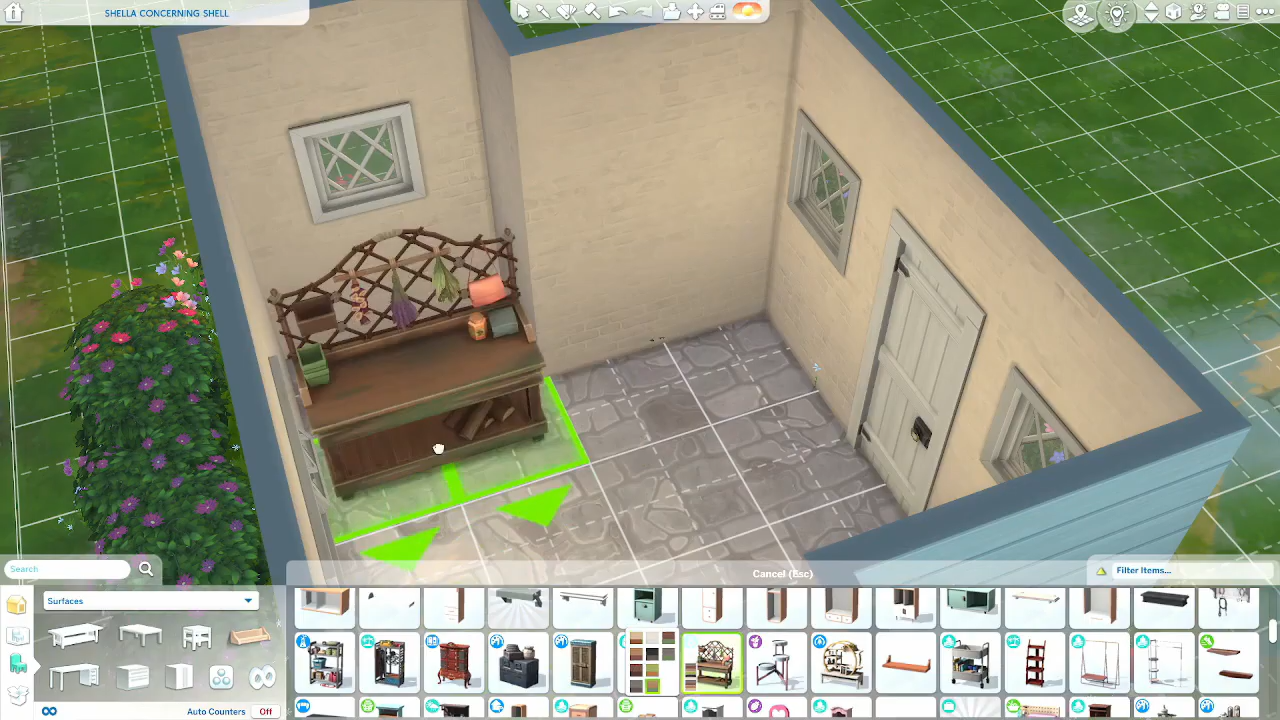 SHELLA CONCERNING SHELL
Search
Cancel (Esc)
Filter Items...
Surfaces
Auto Counters
Off